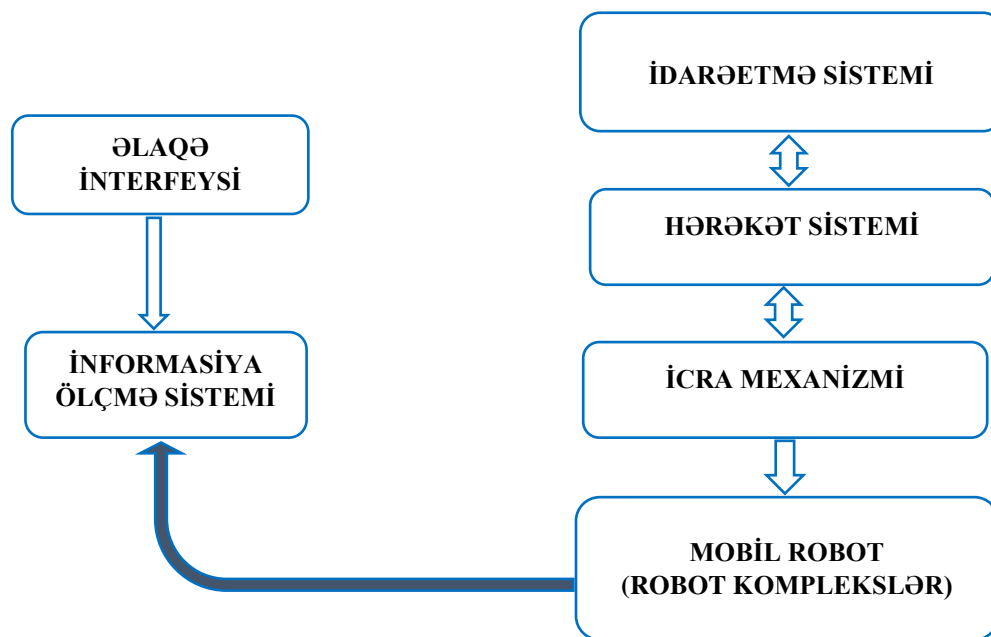 İDARƏETMƏ SİSTEMİ
ƏLAQƏ
İNTERFEYSİ
HƏRƏKƏT SİSTEMİ
İNFORMASİYA
ÖLÇMƏ SİSTEMİ
İCRA MEXANİZMİ
MOBİL ROBOT
(ROBOT KOMPLEKSLƏR)